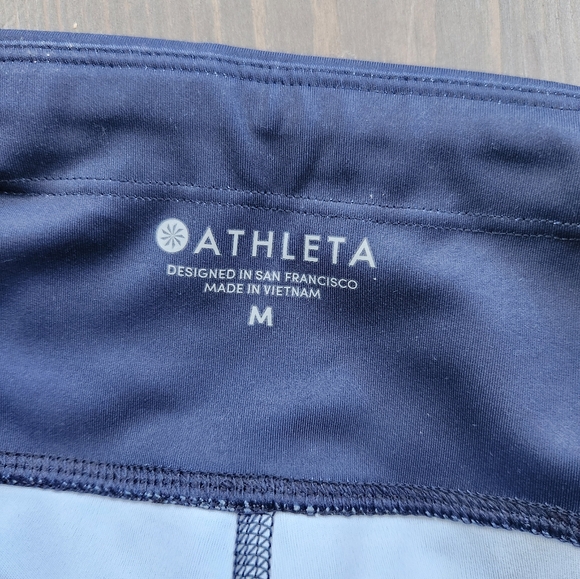 ATHLETA
DESIGNED IN SAN FRANCISCO
MADE IN VIETNAM
M